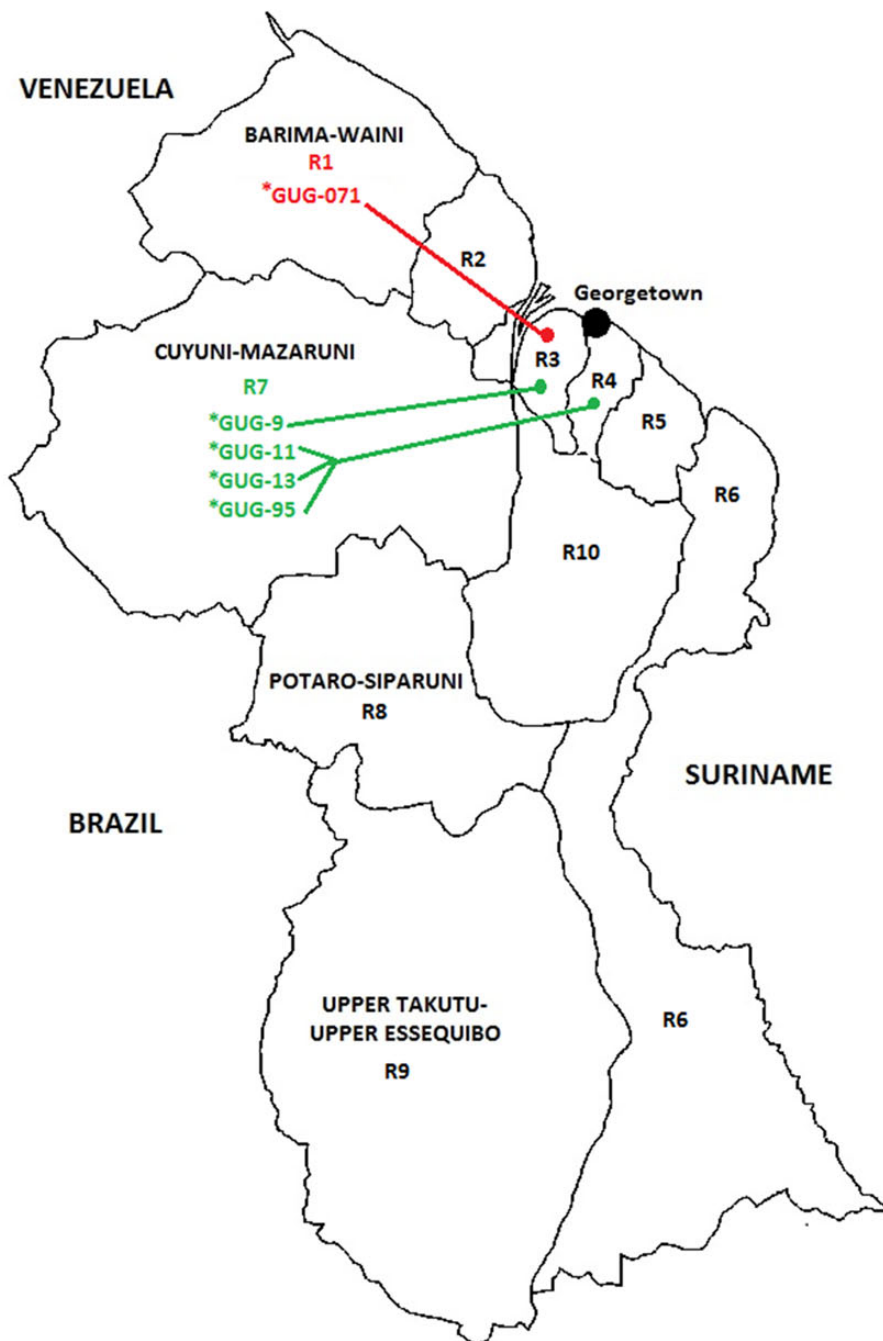 VENEZUELA
BARIMA-WAINI
R1
*GUG-071
R2
Georgetown
CUYUNI-MAZARUNI
R3
R7
R4
*GUG-9
R5
*GUG-11
*GUG-13
R6
*GUG-95
R10
POTARO-SIPARUNI
R8
SURINAME
BRAZIL
UPPER TAKUTU-
UPPER ESSEQUIBO
R6
R9